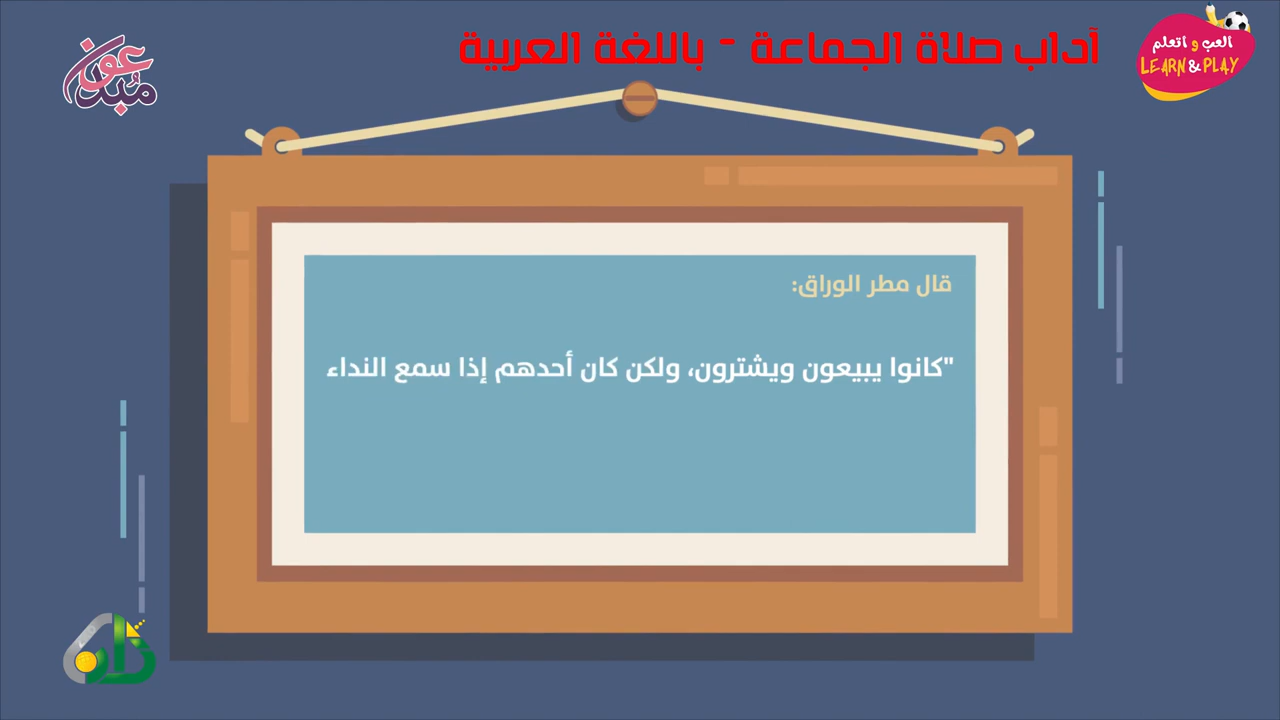 آداب صلاة الجماعة - باللغة العربية
العب و اتعلم
LEARN & PLAY
مُبدعون
قال مطر الوراق:
"كانوا يبيعون ويشترون، ولكن كان أحدهم إذا سمع النداء